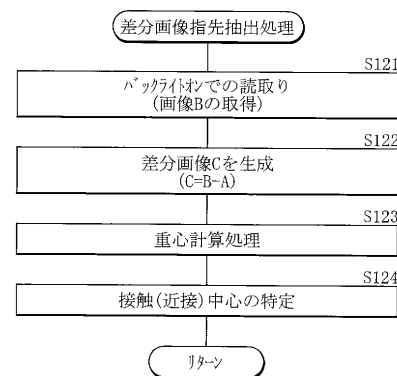 差分画像指先抽出処理
S121
バックライトオンでの読取り
(画像Bの取得)
S122
差分画像Cを生成
(C=B-A)
S123
重心計算処理
S124
接触(近接)中心の特定
リターン